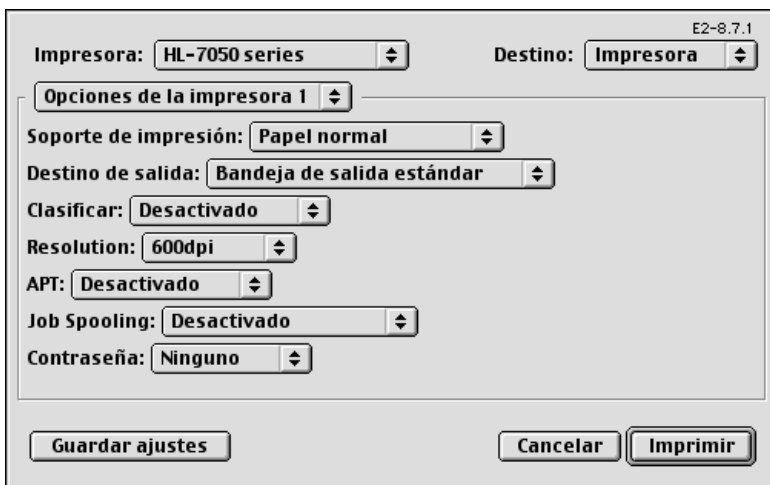 E2-8.7.1
Impresora: HL-7050 series Destino: Impresora
Opciones de la impresora 1
Soporte de impresión: Papel normal
Destino de salida: Bandeja de salida estándar
Clasificar: Desactivado
Resolution: 600dpi
APT: Desactivado
Job Spooling: Desactivado
Contraseña: Ninguno
Guardar ajustes Cancelar Imprimir